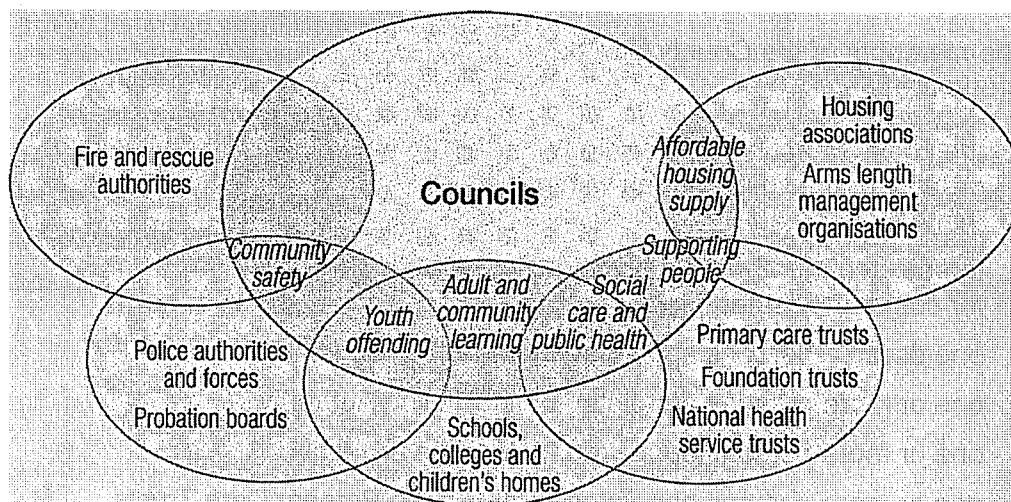 Fire and rescue
authorities
Councils
Affordable
housing
supply
Housing
associations
Arms length
management
organisations
Community
safety
Supporting
people
Youth
offending
Adult and
community
learning
Social
care and
public health
Police authorities
and forces
Probation boards
Schools,
colleges and
children's homes
Primary care trusts
Foundation trusts
National health
service trusts